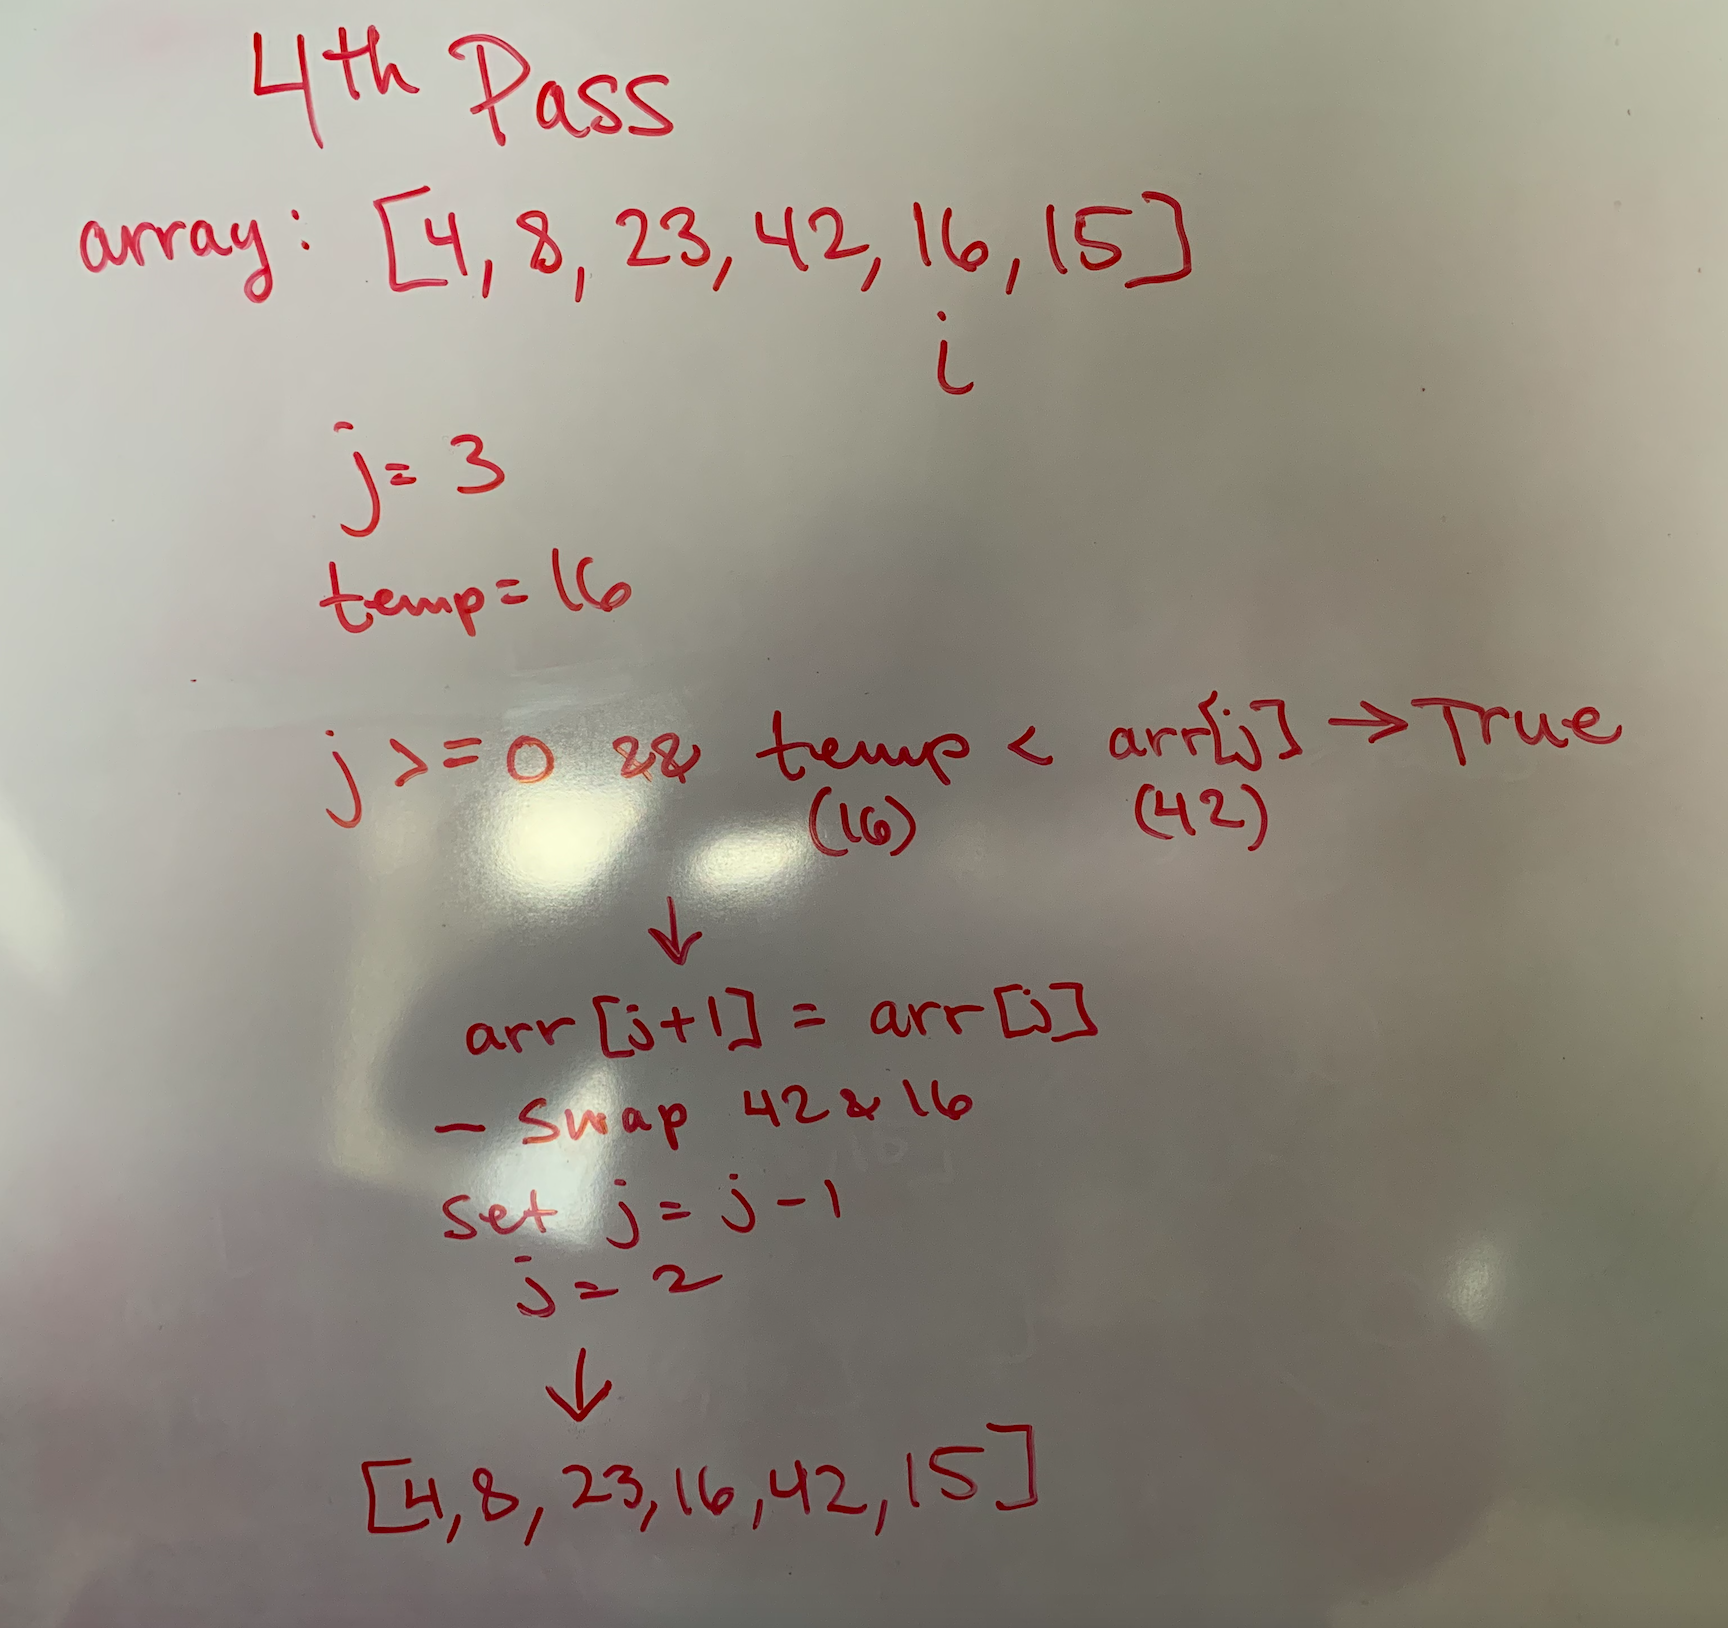 4th Pass
array: [4, 8, 23, 42, 16, 15]
i
j = 3
temp = 16
j >= 0 && temp < arr[j] → True
(16) (42)
↓
arr[j+1] = arr[j]
- Swap 42 & 16
set j = j - 1
j = 2
↓
[4, 8, 23, 16, 42, 15]